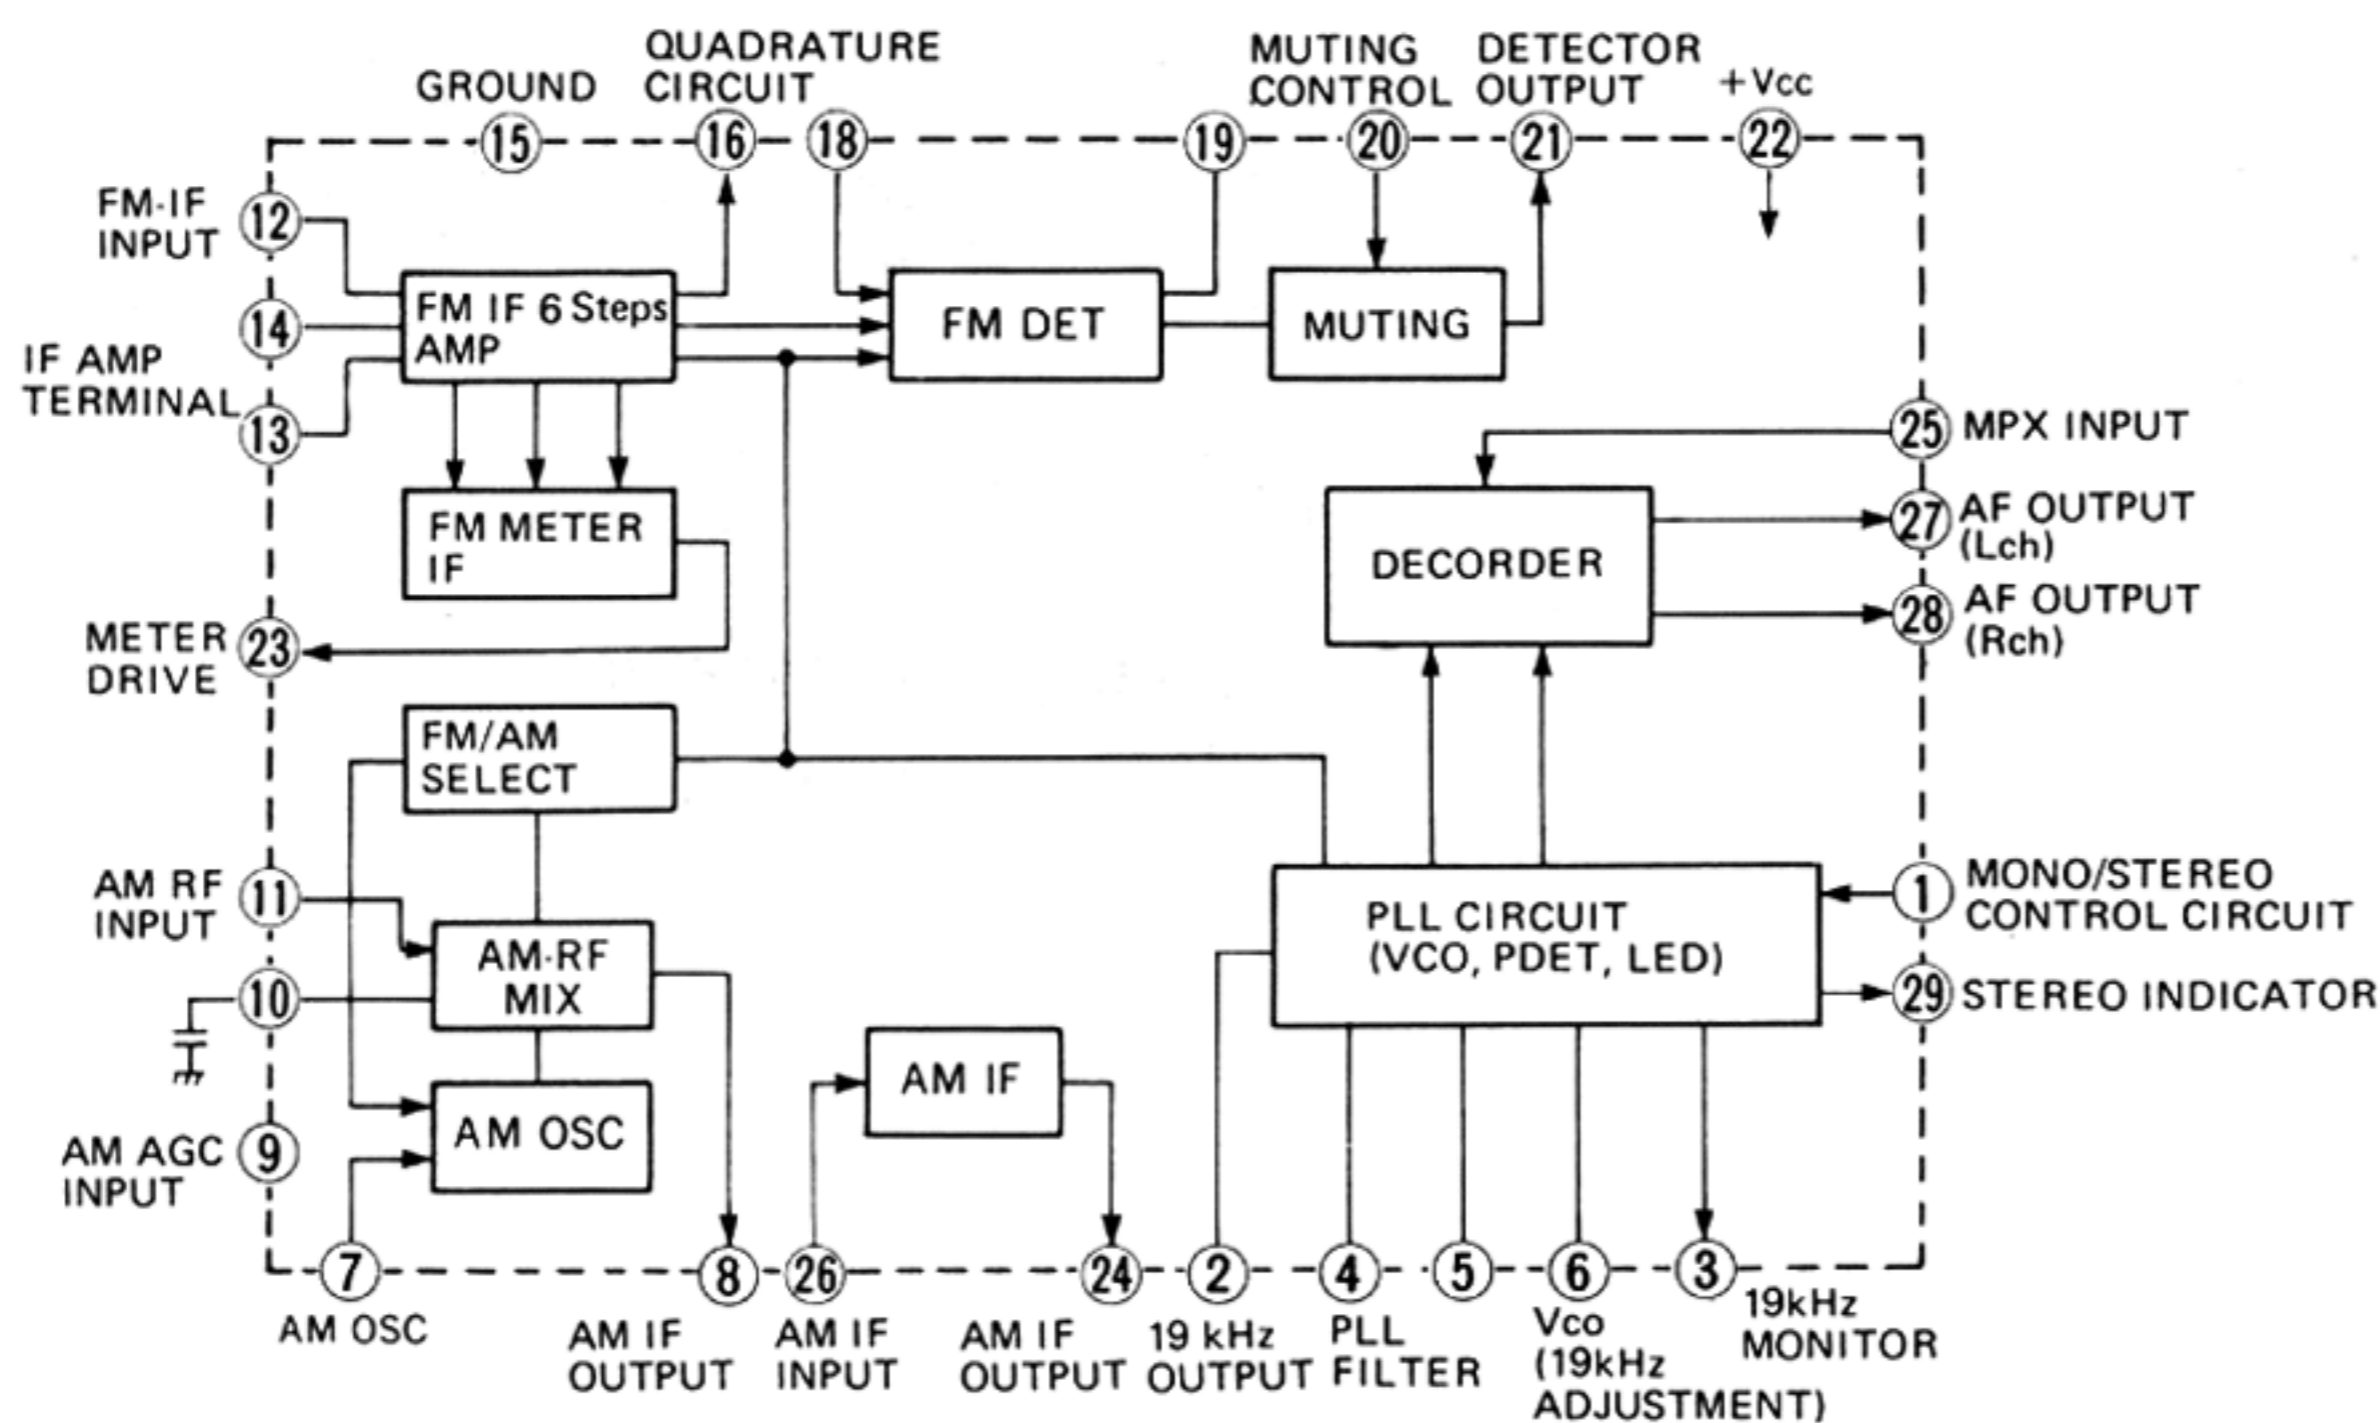 QUADRATURE
CIRCUIT
GROUND
MUTING
CONTROL
DETECTOR
OUTPUT
+Vcc
15
16
18
19
20
21
22
FM-IF
INPUT
12
14
IF AMP
TERMINAL
13
FM IF 6 Steps
AMP
FM DET
MUTING
25
MPX INPUT
FM METER
IF
DECORDER
27
AF OUTPUT
(Lch)
28
AF OUTPUT
(Rch)
METER
DRIVE
23
FM/AM
SELECT
AM RF
INPUT
11
10
AM-RF
MIX
PLL CIRCUIT
(VCO, PDET, LED)
1
MONO/STEREO
CONTROL CIRCUIT
29
STEREO INDICATOR
AM IF
AM OSC
AM AGC
INPUT
9
7
8
26
24
2
4
5
6
3
AM OSC
AM IF
OUTPUT
AM IF
INPUT
AM IF
OUTPUT
19 kHz
OUTPUT
PLL
FILTER
Vco
(19kHz
ADJUSTMENT)
19kHz
MONITOR